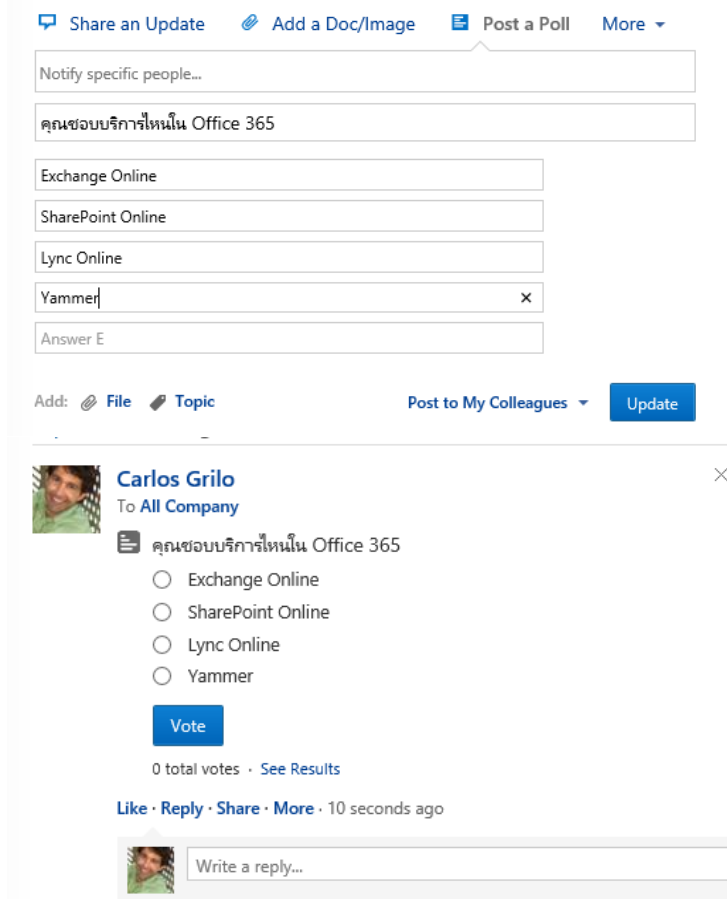 Share an Update Add a Doc/Image Post a Poll More
Notify specific people...
คุณชอบบริการไหนใน Office 365
Exchange Online
SharePoint Online
Lync Online
Yammer
Answer E
Add: File Topic Post to My Colleagues Update
Carlos Grilo
To All Company
คุณชอบบริการไหนใน Office 365
Exchange Online
SharePoint Online
Lync Online
Yammer
Vote
0 total votes · See Results
Like · Reply · Share · More · 10 seconds ago
Write a reply...